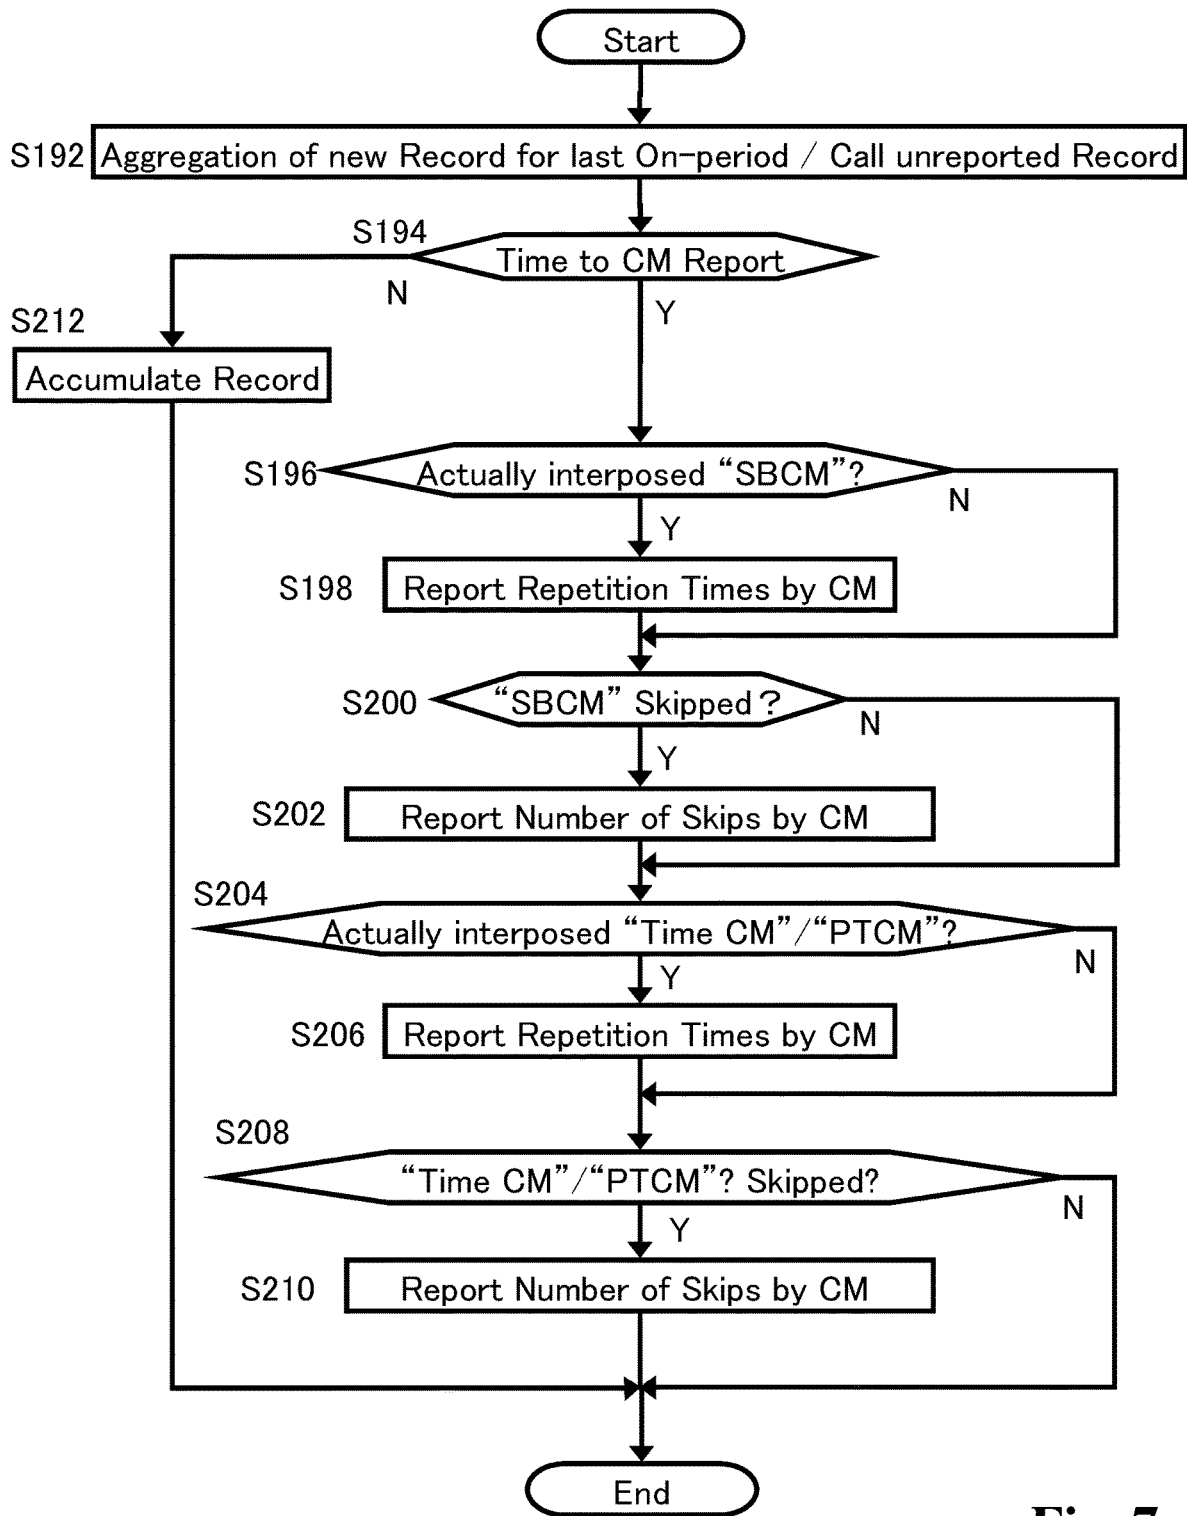 Start
S192 Aggregation of new Record for last On-period / Call unreported Record
S194
Time to CM Report
N
Y
S212
Accumulate Record
S196 Actually interposed “SBCM”?
N
Y
S198 Report Repetition Times by CM
S200 “SBCM” Skipped?
N
Y
S202 Report Number of Skips by CM
S204
Actually interposed “Time CM”/“PTCM”?
N
Y
S206 Report Repetition Times by CM
S208
“Time CM”/“PTCM”? Skipped?
N
Y
S210 Report Number of Skips by CM
End